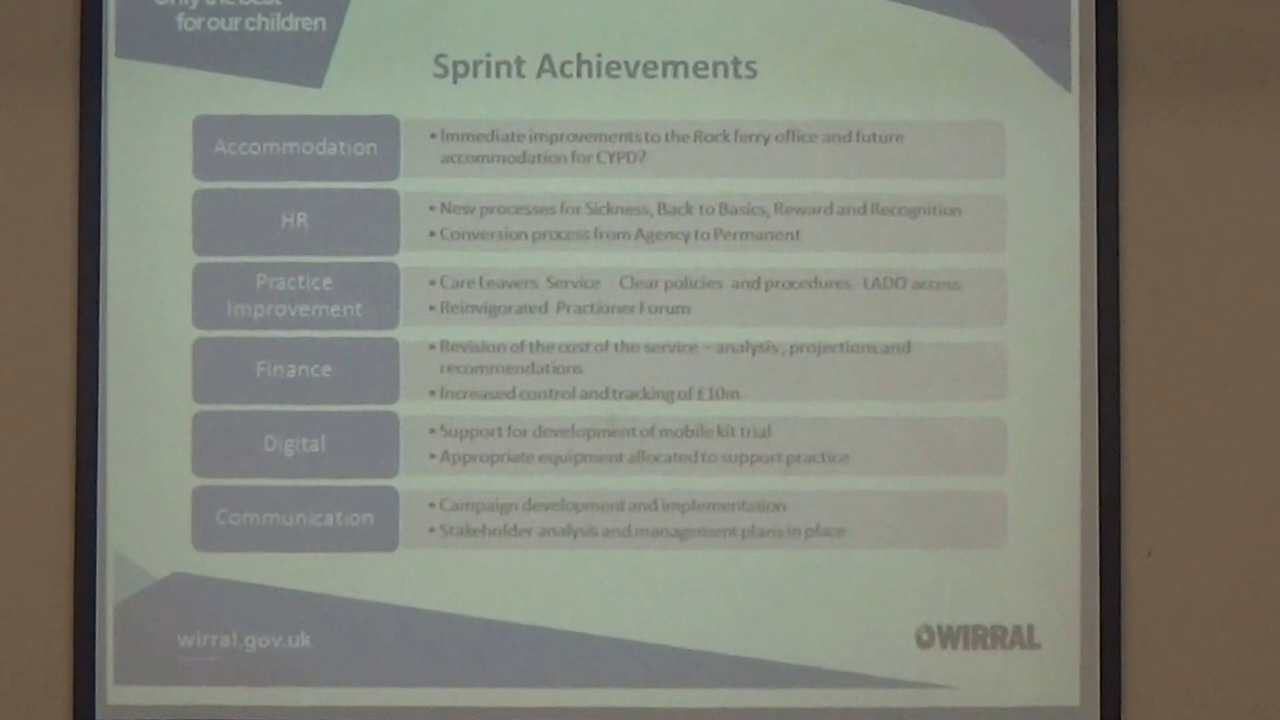 Only the best
for our children
Sprint Achievements
Accommodation
• Immediate improvements to the Rock ferry office and future
accommodation for CYPD?
HR
• New processes for Sickness, Back to Basics, Reward and Recognition
• Conversion process from Agency to Permanent
Practice
Improvement
• Care Leavers Service Clear policies and procedures LADO access
• Reinvigorated Practioner Forum
Finance
• Revision of the cost of the service – analysis, projections and
recommendations
• Increased control and tracking of £10m
Digital
• Support for development of mobile kit trial
• Appropriate equipment allocated to support practice
Communication
• Campaign development and implementation
• Stakeholder analysis and management plans in place
wirral.gov.uk
WIRRAL